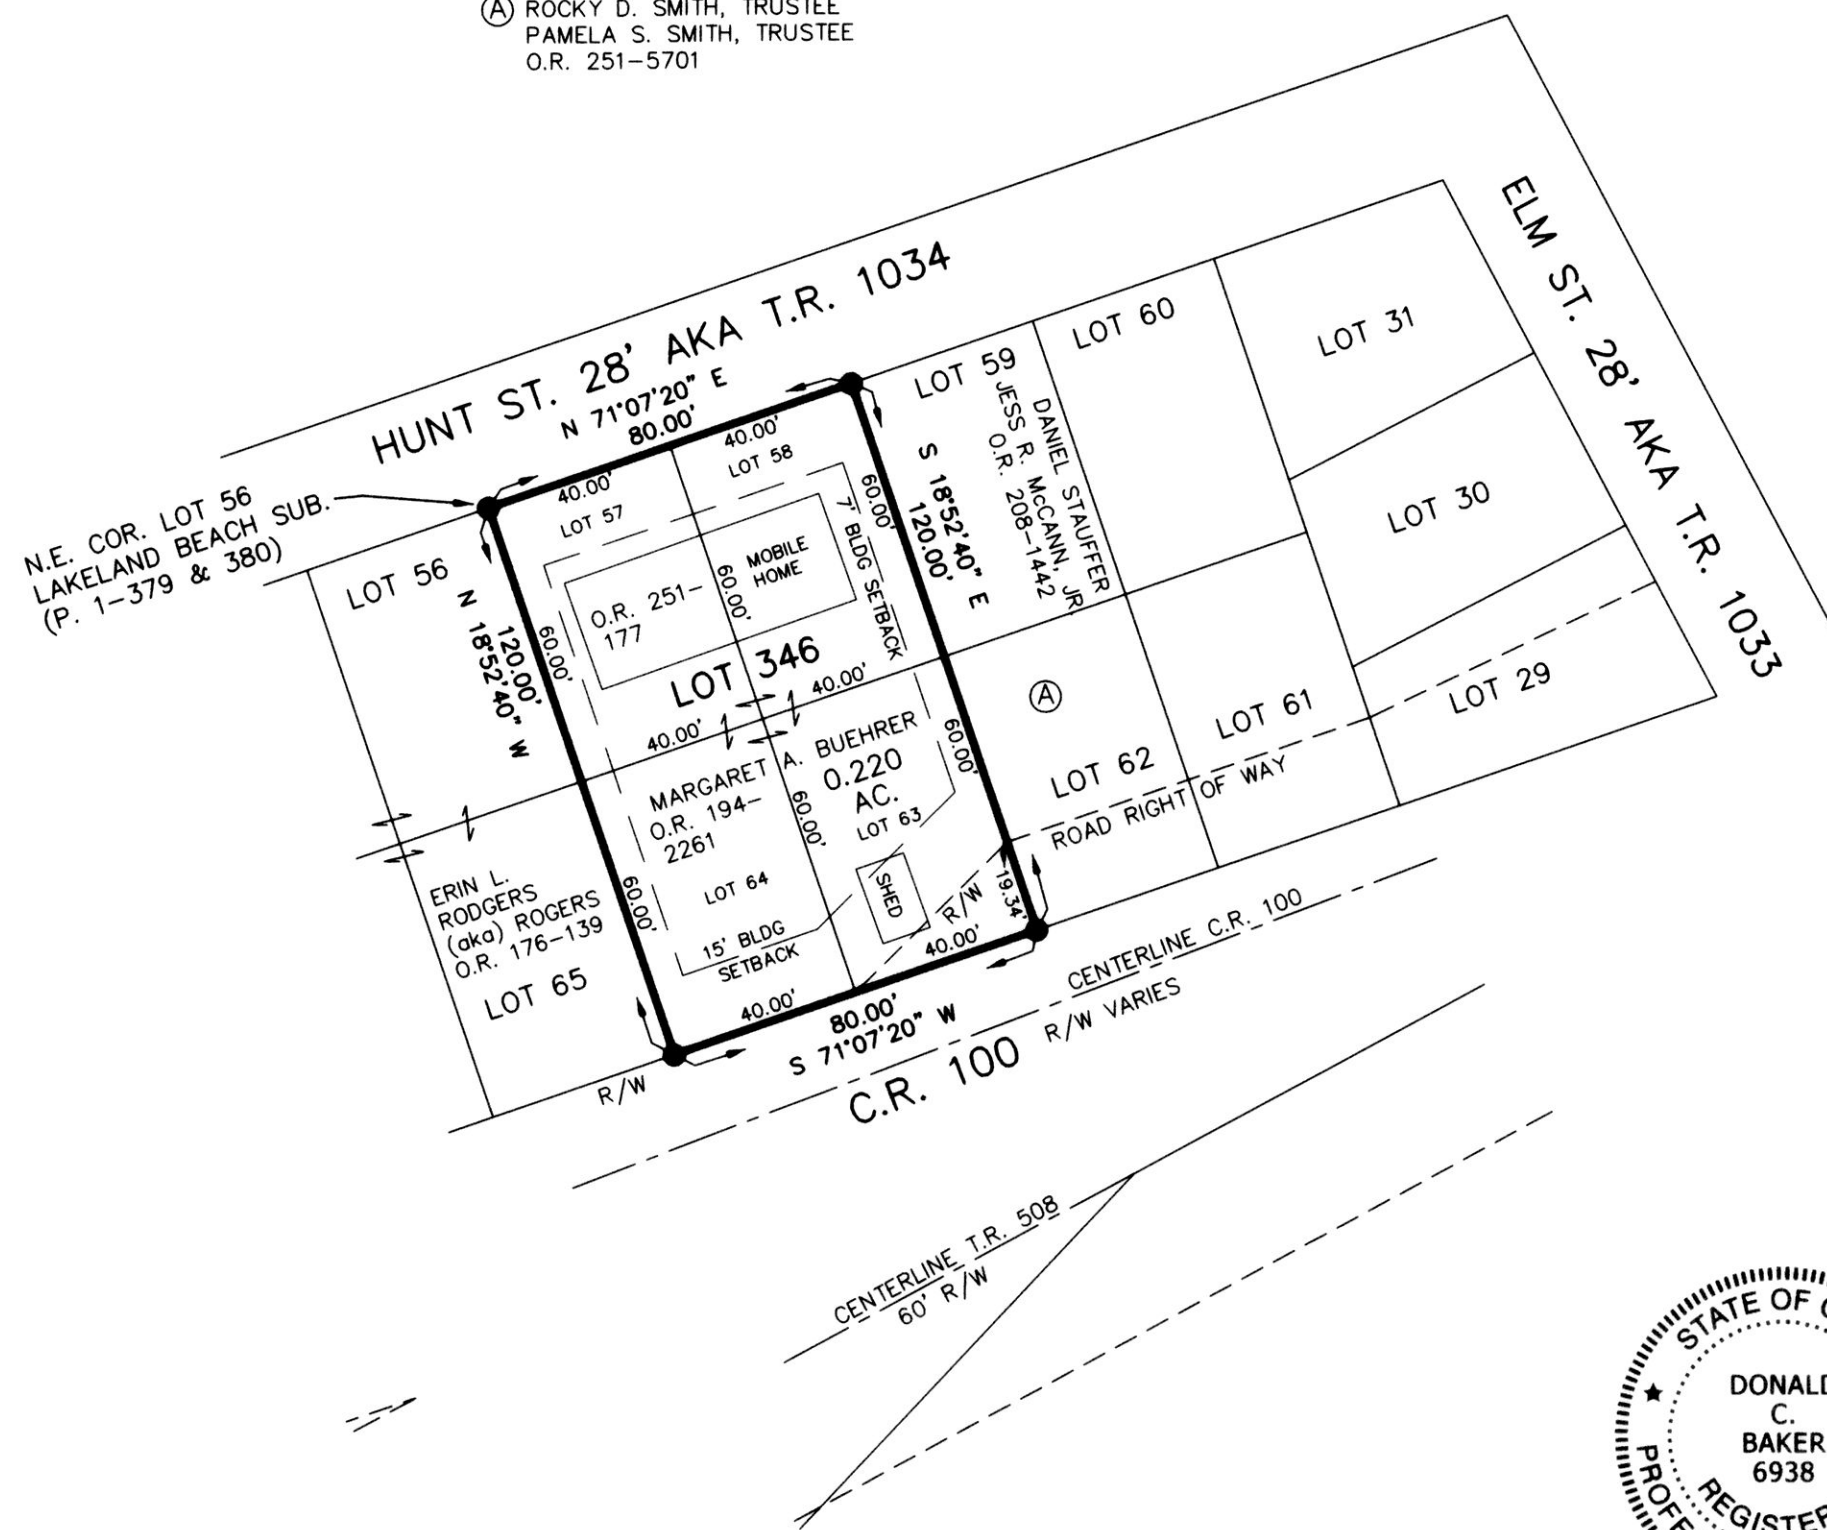 Ⓐ ROCKY D. SMITH, TRUSTEE
PAMELA S. SMITH, TRUSTEE
O.R. 251-5701
HUNT ST. 28' AKA T.R. 1034
N 71°07'20" E
80.00'
ELM ST. 28' AKA T.R. 1033
N.E. COR. LOT 56
LAKELAND BEACH SUB.
(P. 1-379 & 380)
LOT 56
N 18°52'40" W
120.00'
40.00'
LOT 57
40.00'
LOT 58
60.00'
60.00'
60.00'
7' BLDG SETBACK
MOBILE
HOME
O.R. 251-
177
LOT 346
40.00'
40.00'
S 18°52'40" E
120.00'
LOT 59
DANIEL STAUFFER
JESS R. McCANN, JR.
O.R. 208-1442
LOT 60
LOT 31
LOT 30
LOT 29
LOT 61
LOT 62
Ⓐ
ROAD RIGHT OF WAY
MARGARET A. BUEHRER
O.R. 194-
2261
0.220
AC.
LOT 63
LOT 64
60.00'
60.00'
60.00'
15' BLDG
SETBACK
SHED
R/W
19.34'
40.00'
40.00'
80.00'
S 71°07'20" W
ERIN L.
RODGERS
(aka) ROGERS
O.R. 176-139
LOT 65
R/W
CENTERLINE C.R. 100
R/W VARIES
C.R. 100
CENTERLINE T.R. 508
60' R/W
STATE OF
DONALD
C.
BAKER
6938